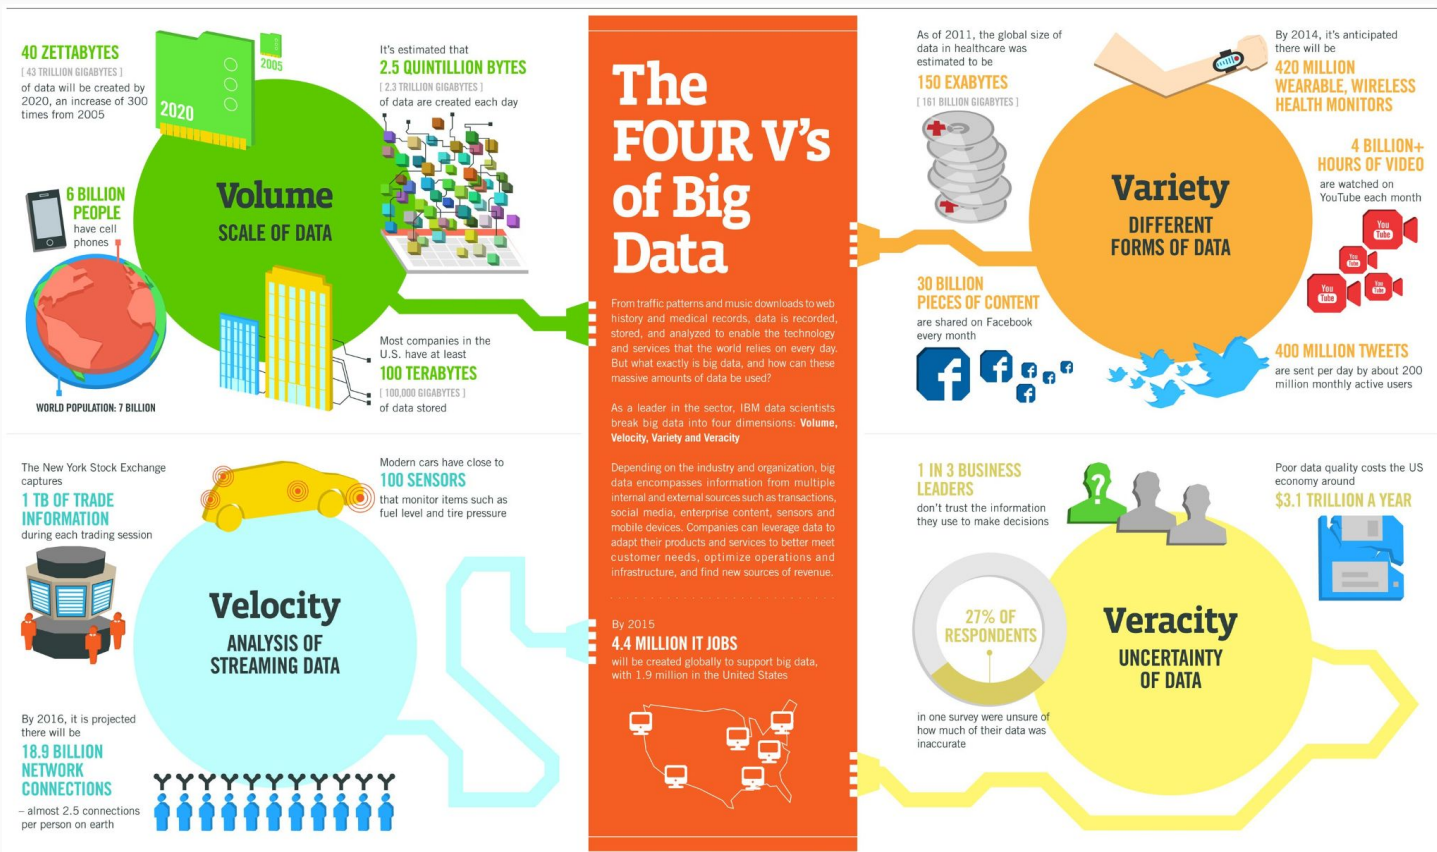 40 ZETTABYTES
[ 43 TRILLION GIGABYTES ]
of data will be created by
2020, an increase of 300
times from 2005
2005
2020
It's estimated that
2.5 QUINTILLION BYTES
[ 2.3 TRILLION GIGABYTES ]
of data are created each day
6 BILLION
PEOPLE
have cell
phones
WORLD POPULATION: 7 BILLION
Volume
SCALE OF DATA
Most companies in the
U.S. have at least
100 TERABYTES
[ 100,000 GIGABYTES ]
of data stored
The New York Stock Exchange
captures
1 TB OF TRADE
INFORMATION
during each trading session
Modern cars have close to
100 SENSORS
that monitor items such as
fuel level and tire pressure
Velocity
ANALYSIS OF
STREAMING DATA
By 2016, it is projected
there will be
18.9 BILLION
NETWORK
CONNECTIONS
– almost 2.5 connections
per person on earth
The
FOUR V's
of Big
Data
From traffic patterns and music downloads to web
history and medical records, data is recorded,
stored, and analyzed to enable the technology
and services that the world relies on every day.
But what exactly is big data, and how can these
massive amounts of data be used?
As a leader in the sector, IBM data scientists
break big data into four dimensions: Volume,
Velocity, Variety and Veracity
Depending on the industry and organization, big
data encompasses information from multiple
internal and external sources such as transactions,
social media, enterprise content, sensors and
mobile devices. Companies can leverage data to
adapt their products and services to better meet
customer needs, optimize operations and
infrastructure, and find new sources of revenue.
By 2015
4.4 MILLION IT JOBS
will be created globally to support big data,
with 1.9 million in the United States
As of 2011, the global size of
data in healthcare was
estimated to be
150 EXABYTES
[ 161 BILLION GIGABYTES ]
By 2014, it's anticipated
there will be
420 MILLION
WEARABLE, WIRELESS
HEALTH MONITORS
4 BILLION+
HOURS OF VIDEO
are watched on
YouTube each month
You
Tube
You
Tube
You
Tube
You
Tube
Variety
DIFFERENT
FORMS OF DATA
30 BILLION
PIECES OF CONTENT
are shared on Facebook
every month
f
f
f
f
f
f
400 MILLION TWEETS
are sent per day by about 200
million monthly active users
1 IN 3 BUSINESS
LEADERS
don't trust the information
they use to make decisions
?
Poor data quality costs the US
economy around
$3.1 TRILLION A YEAR
27% OF
RESPONDENTS
in one survey were unsure of
how much of their data was
inaccurate
Veracity
UNCERTAINTY
OF DATA